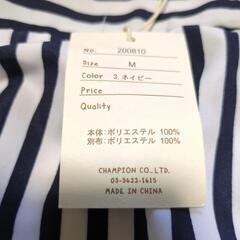 No. 200810
Size M
Color 3. ネイビー
Price
Quality
本体：ポリエステル 100%
別布：ポリエステル 100%
CHAMPION CO.,LTD.
03-3623-1615
MADE IN CHINA